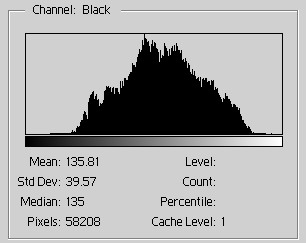 Channel: Black
Mean: 135.81 Level:
Std Dev: 39.57 Count:
Median: 135 Percentile:
Pixels: 58208 Cache Level: 1